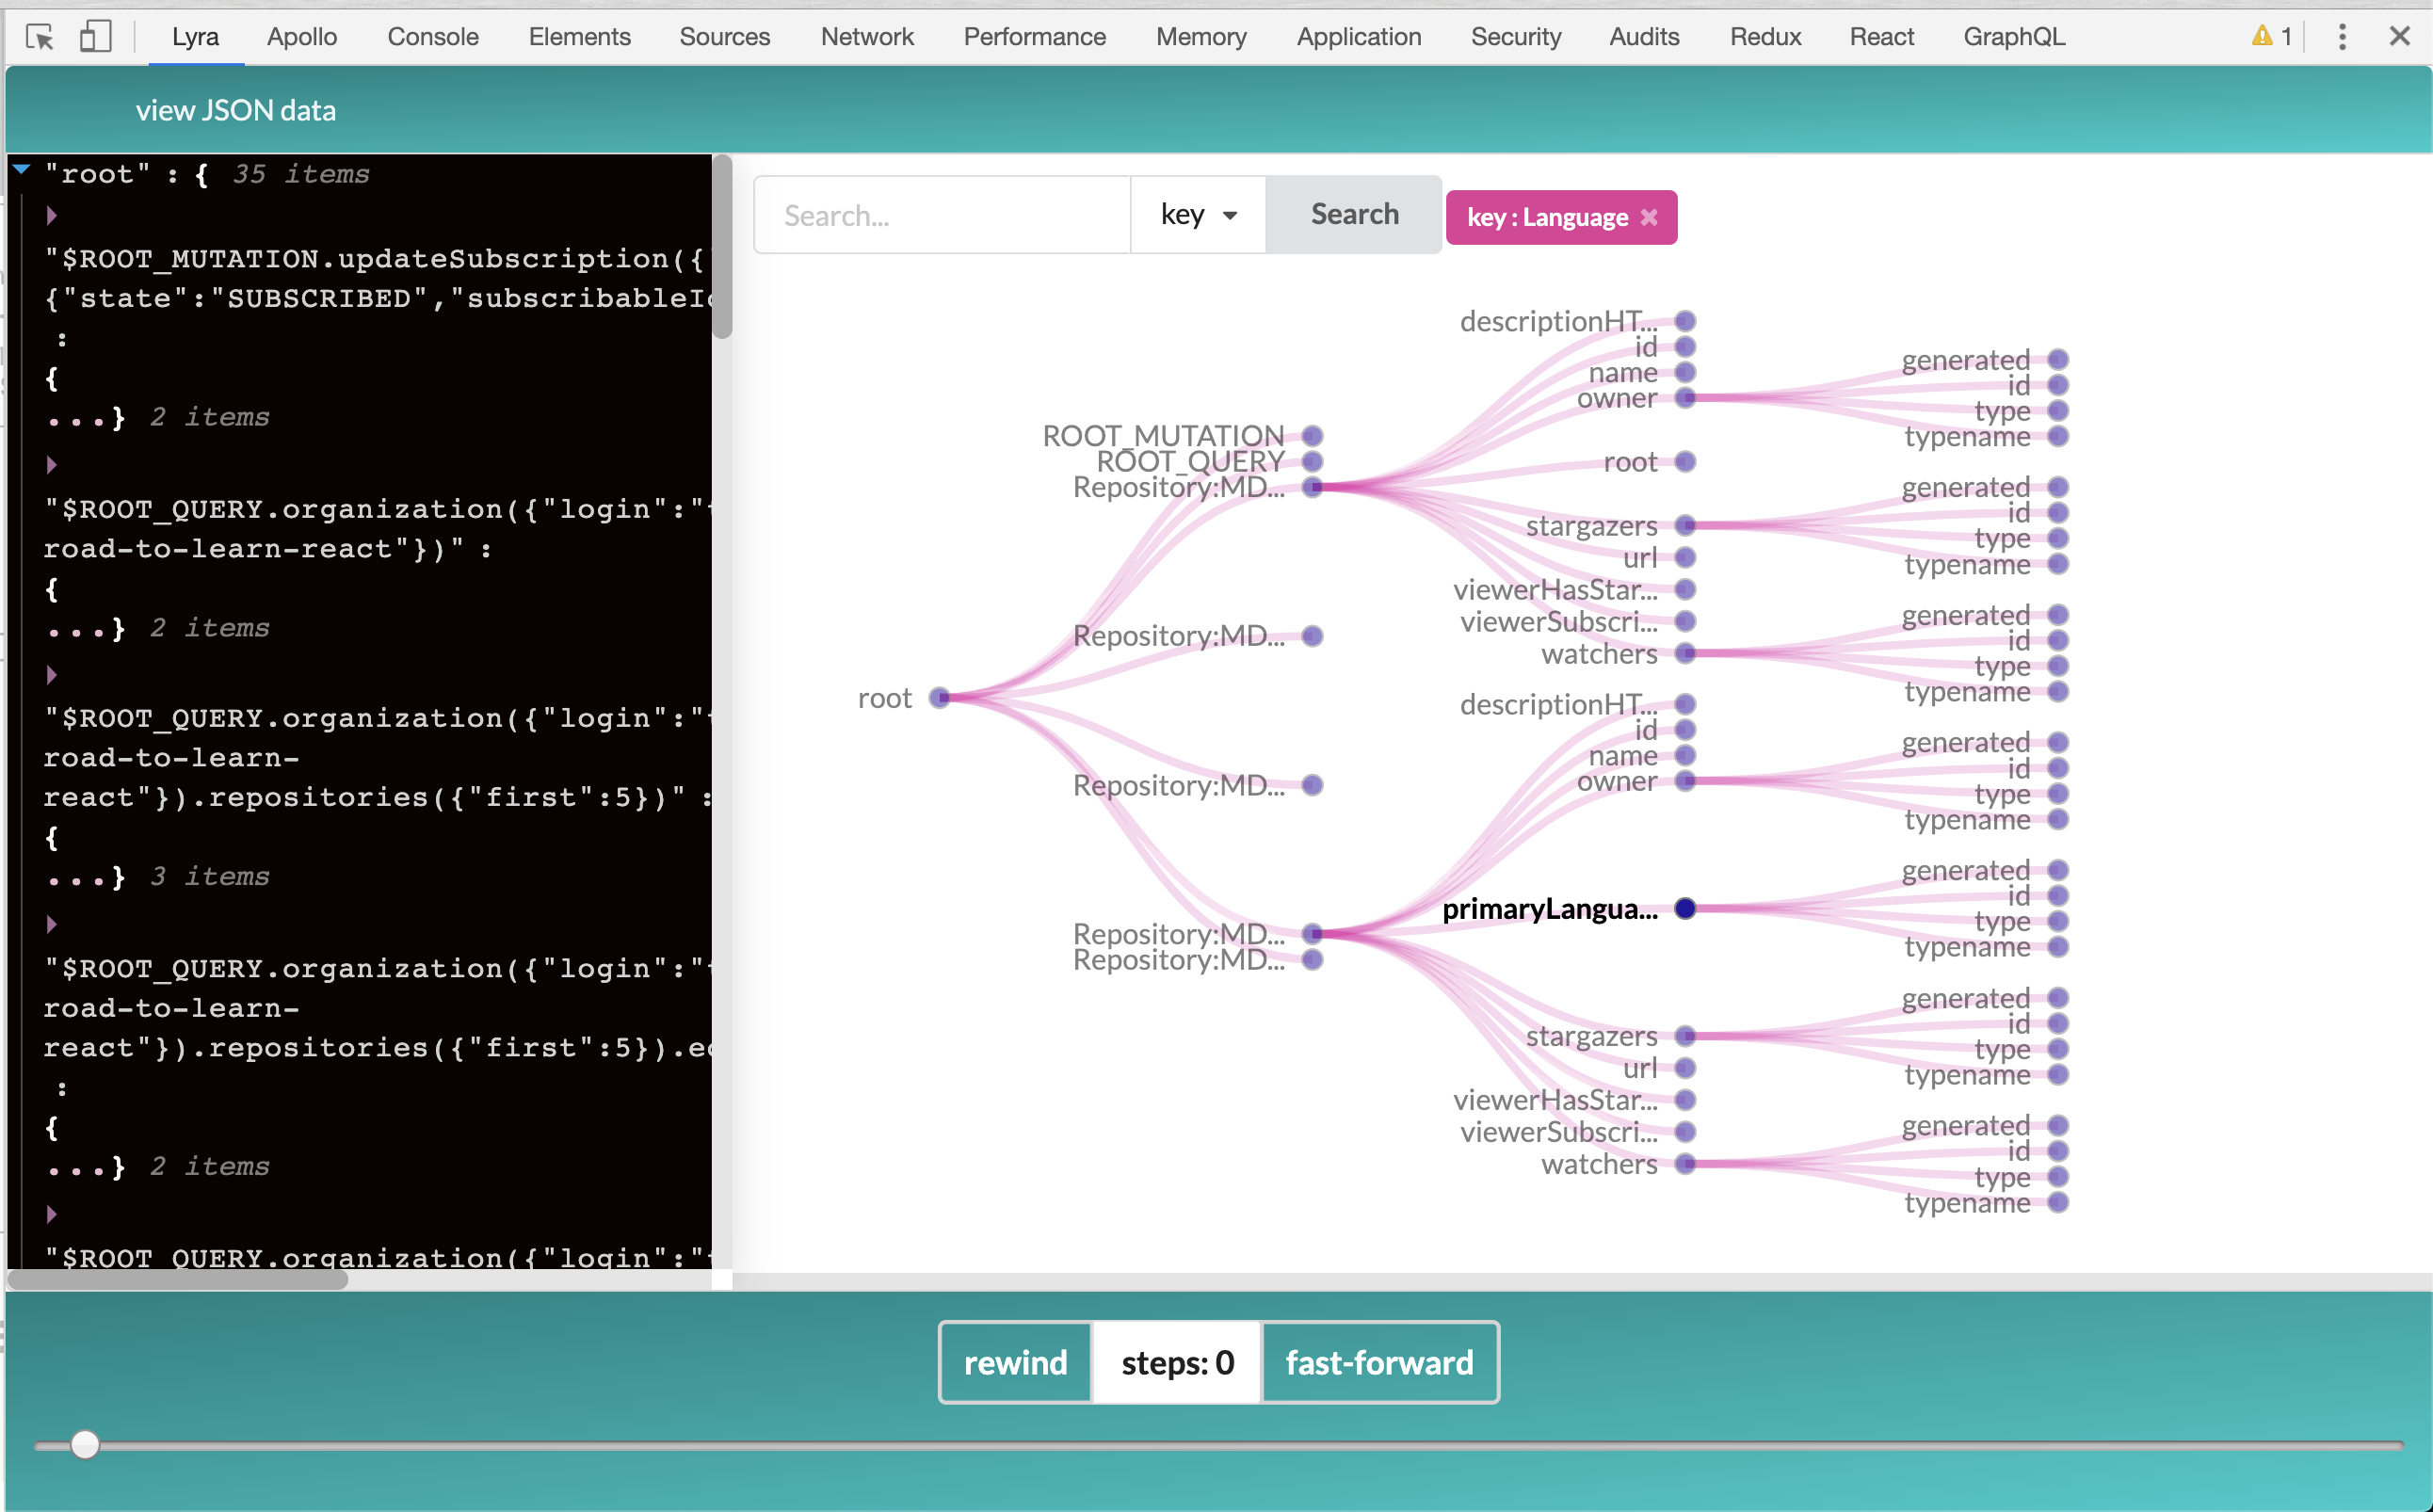 Lyra Apollo Console Elements Sources Network Performance Memory Application Security Audits Redux React GraphQL 1
view JSON data
"root" : { 35 items
"$ROOT_MUTATION.updateSubscription({
{"state":"SUBSCRIBED","subscribableI
:
{
...} 2 items
"$ROOT_QUERY.organization({"login":"
road-to-learn-react"})" :
{
...} 2 items
"$ROOT_QUERY.organization({"login":"
road-to-learn-
react"}).repositories({"first":5})" :
{
...} 3 items
"$ROOT_QUERY.organization({"login":"
road-to-learn-
react"}).repositories({"first":5}).e
:
{
...} 2 items
"$ROOT_QUERY.organization({"login":"
Search... key Search key : Language
root
ROOT_MUTATION
ROOT_QUERY
Repository:MD...
Repository:MD...
Repository:MD...
Repository:MD...
Repository:MD...
descriptionHT...
id
name
owner
root
stargazers
url
viewerHasStar...
viewerSubscri...
watchers
descriptionHT...
id
name
owner
primaryLangua...
stargazers
url
viewerHasStar...
viewerSubscri...
watchers
generated
id
type
typename
generated
id
type
typename
generated
id
type
typename
generated
id
type
typename
generated
id
type
typename
generated
id
type
typename
generated
id
type
typename
rewind steps: 0 fast-forward